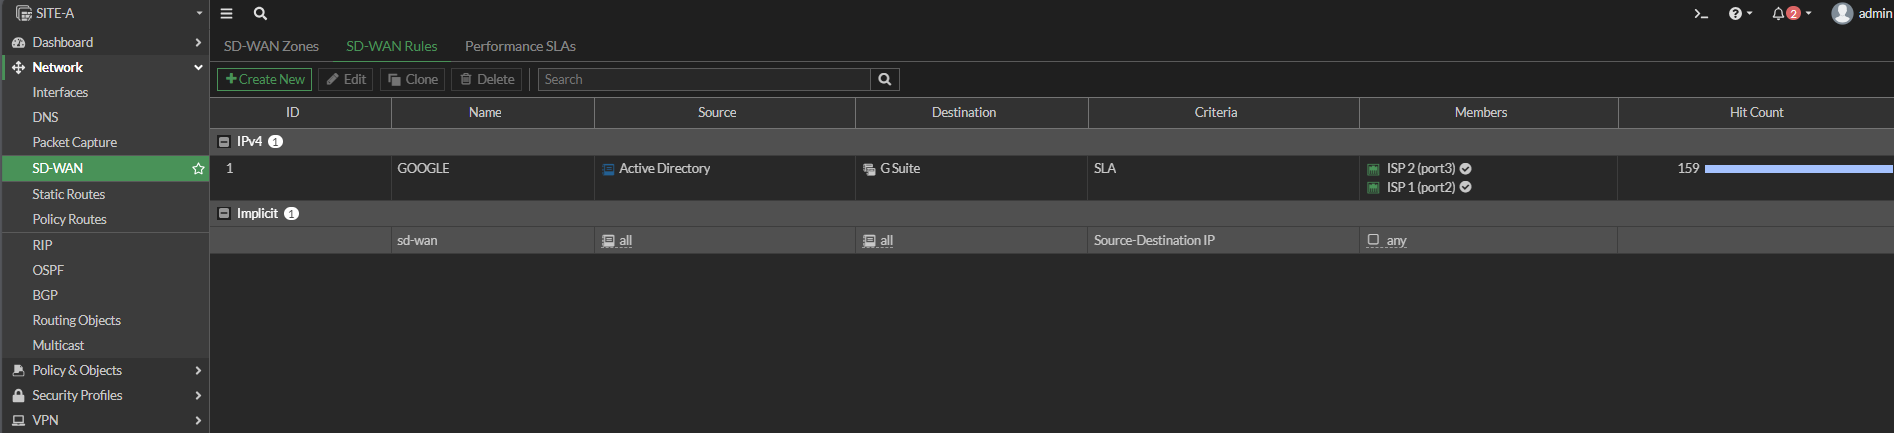 SITE-A
admin
2
Dashboard
Network
Interfaces
DNS
Packet Capture
SD-WAN
Static Routes
Policy Routes
RIP
OSPF
BGP
Routing Objects
Multicast
Policy & Objects
Security Profiles
VPN
SD-WAN Zones SD-WAN Rules Performance SLAs
+Create New Edit Clone Delete Search
ID Name Source Destination Criteria Members Hit Count
IPv4 1
1 GOOGLE Active Directory G Suite SLA ISP 2 (port3) 159
ISP 1 (port2)
Implicit 1
sd-wan all all Source-Destination IP any